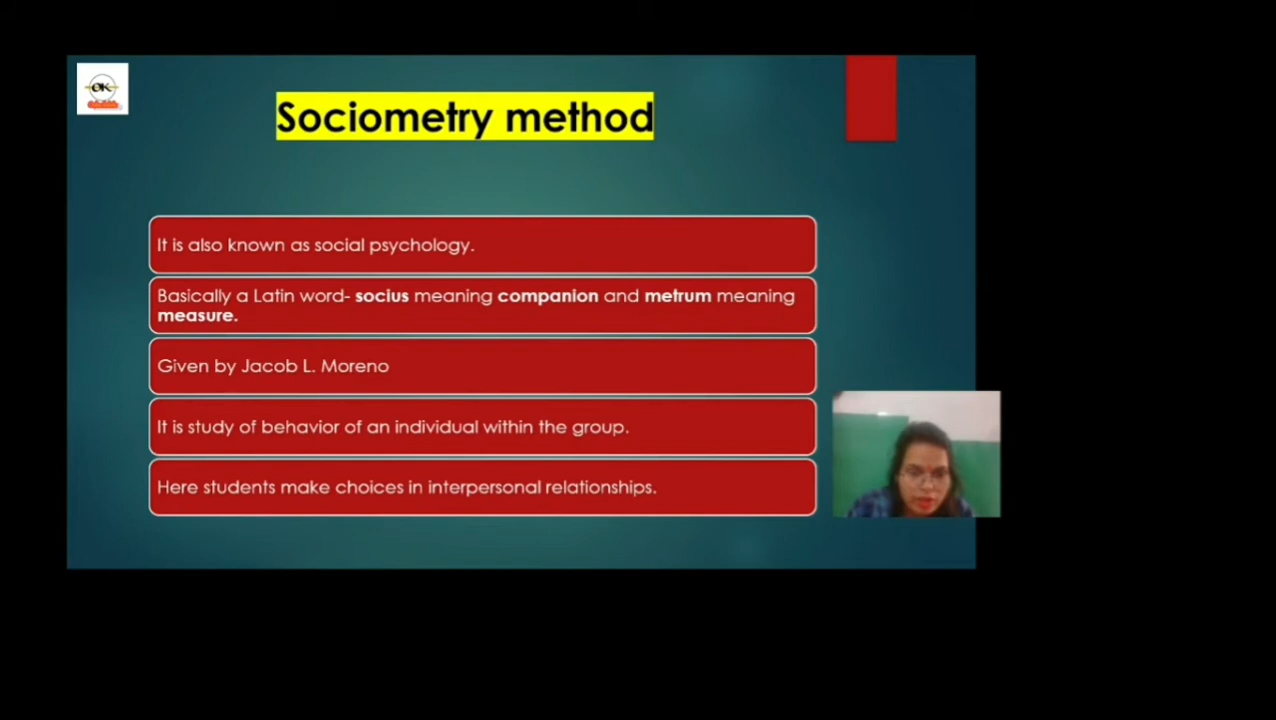 OK
Sociometry method
It is also known as social psychology.
Basically a Latin word- socius meaning companion and metrum meaning
measure.
Given by Jacob L. Moreno
It is study of behavior of an individual within the group.
Here students make choices in interpersonal relationships.